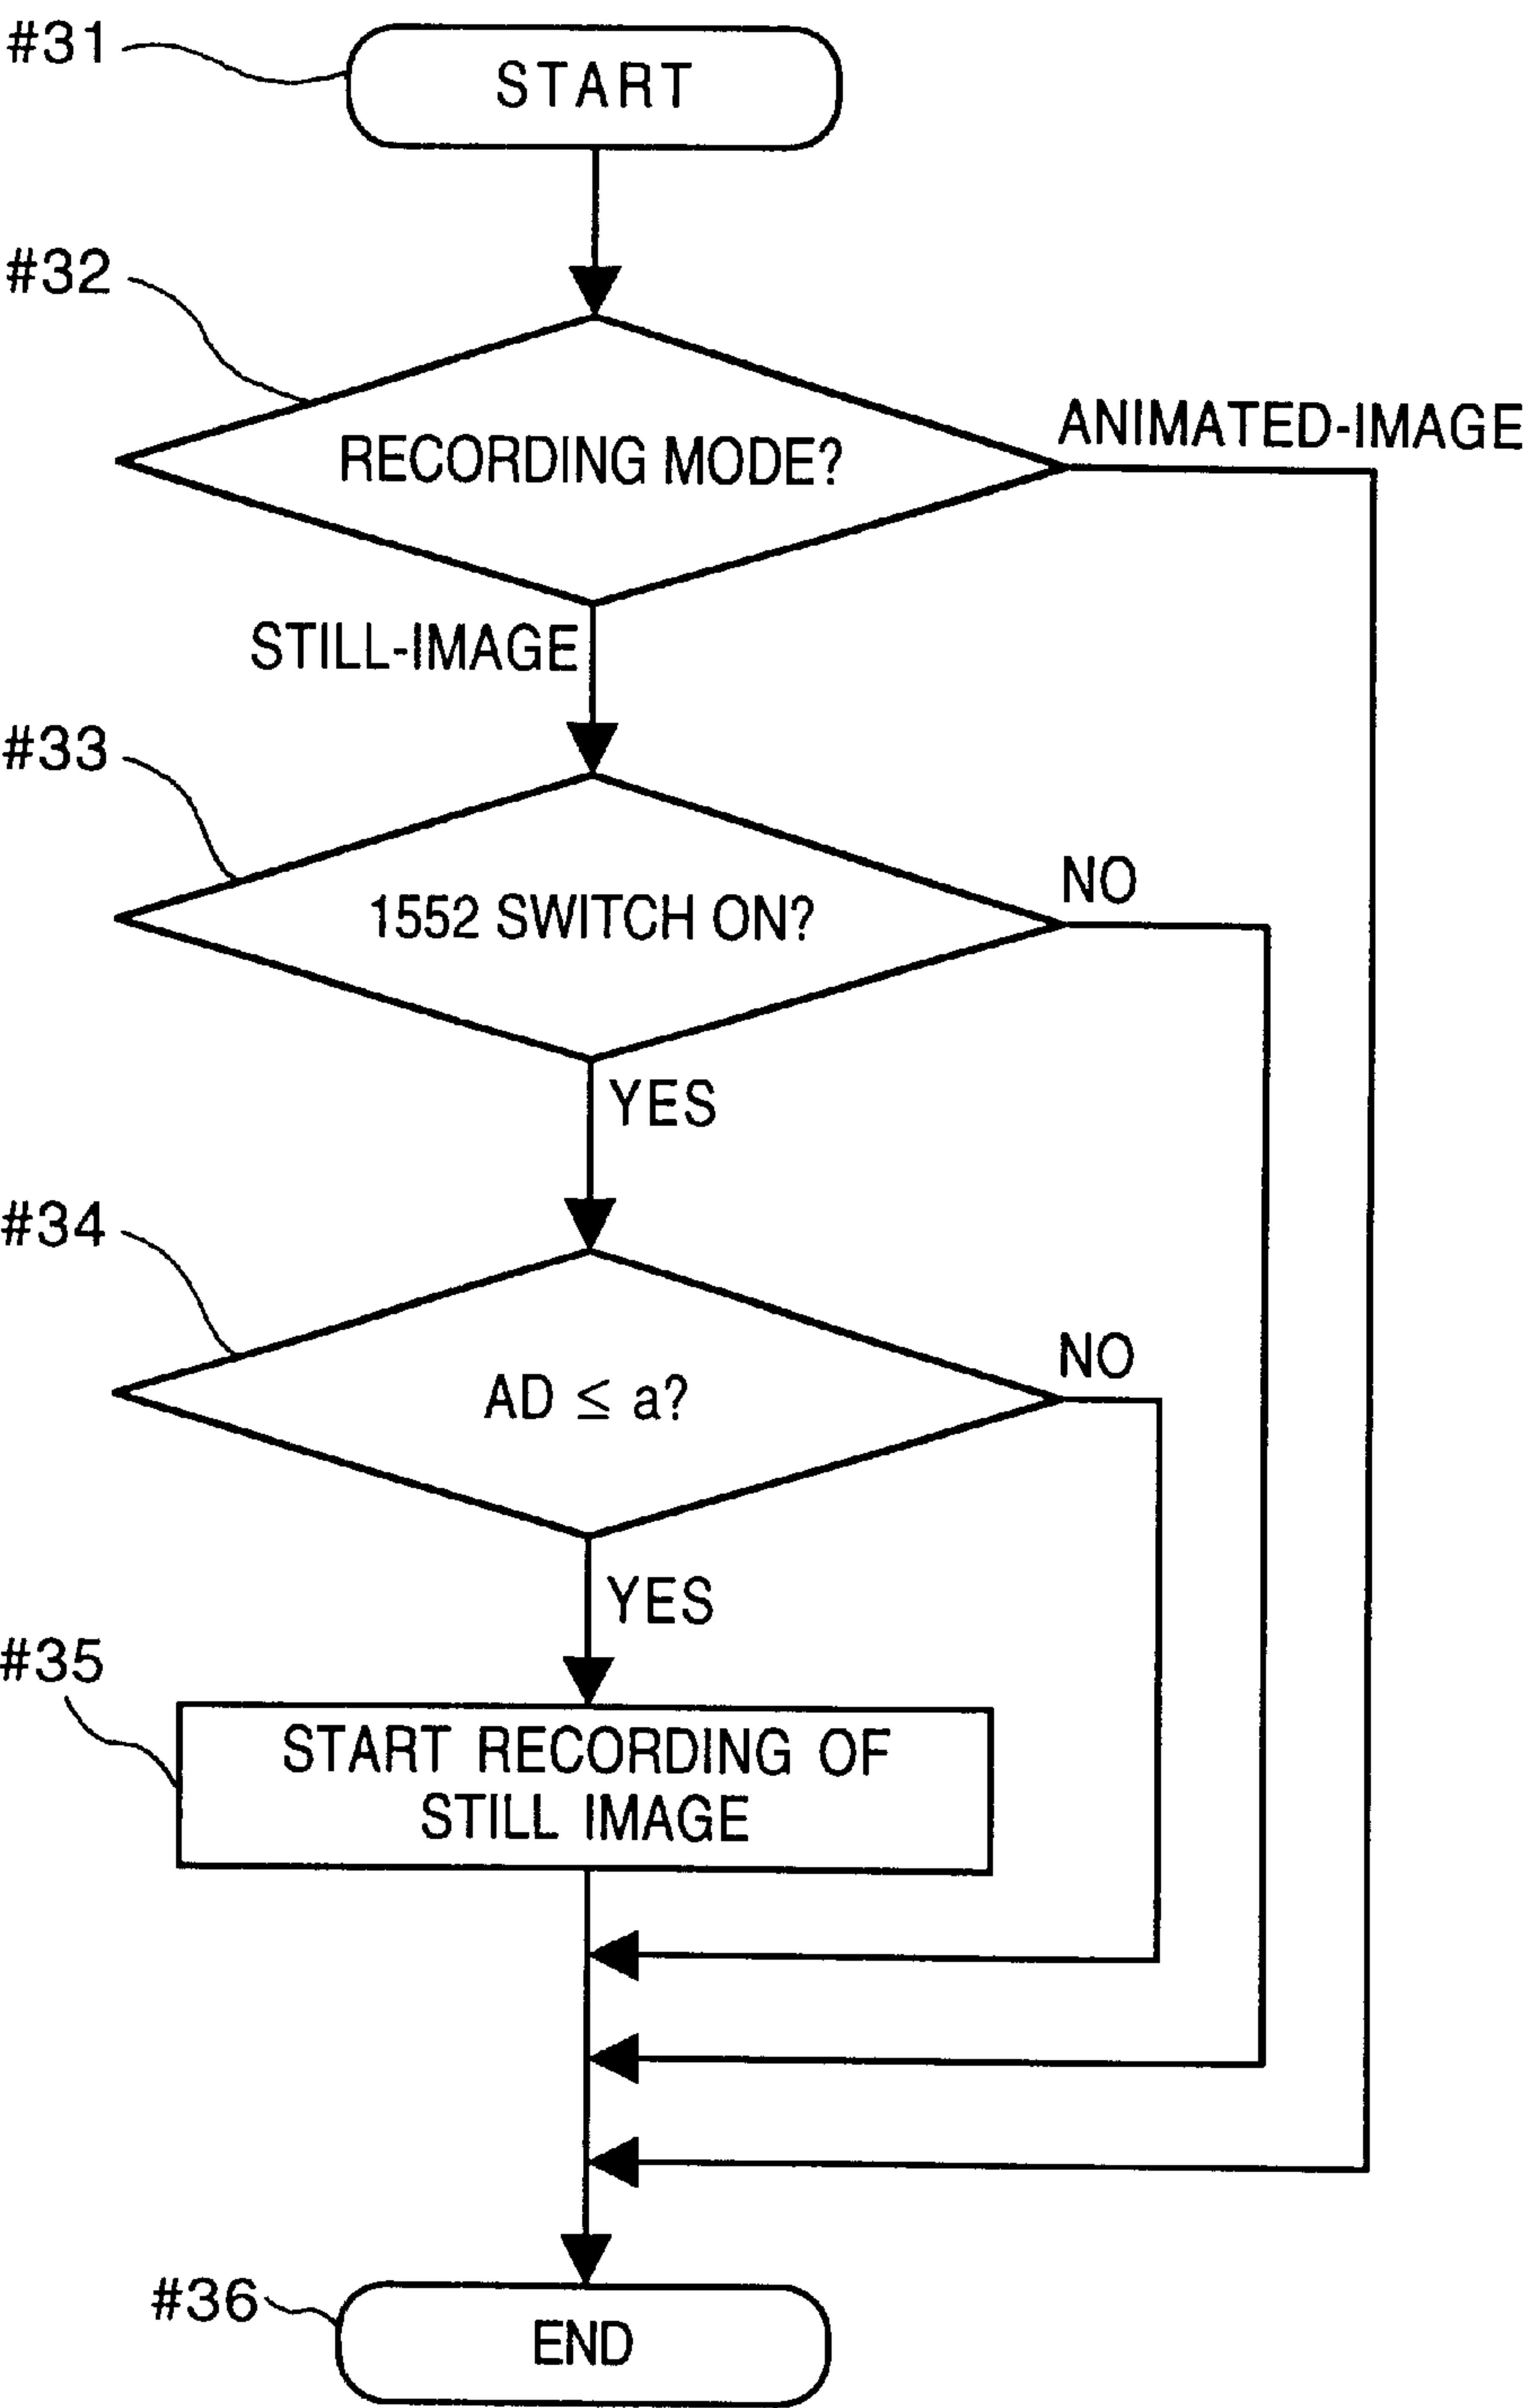 #31
START
#32
RECORDING MODE?
ANIMATED-IMAGE
STILL-IMAGE
#33
1552 SWITCH ON?
NO
YES
#34
AD ≤ a?
NO
YES
#35
START RECORDING OF
STILL IMAGE
#36
END